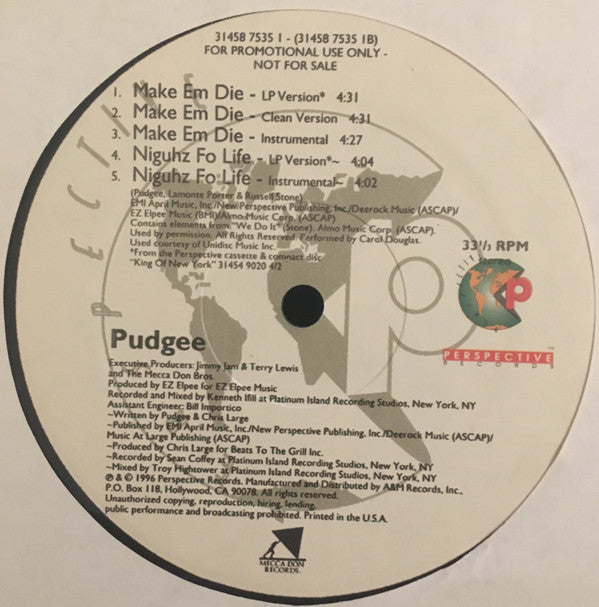 31458 7535 1 - (31458 7535 1B)
FOR PROMOTIONAL USE ONLY -
NOT FOR SALE
1. Make Em Die - LP Version* 4:31
2. Make Em Die - Clean Version 4:31
3. Make Em Die - Instrumental 4:27
4. Niguhz Fo Life - LP Version*~ 4:04
5. Niguhz Fo Life - Instrumental~ 4:02
(Pudgee, Lamonte Porter & Russell Stone)
EMI April Music, Inc./New Perspective Publishing, Inc./Deerock Music (ASCAP)/
EZ Elpee Music (BMI)/Almo Music Corp. (ASCAP)
Contains elements from "We Do It" (Stone). Almo Music Corp. (ASCAP).
Used by permission. All Rights Reserved. Performed by Carol Douglas.
Used courtesy of Unidisc Music Inc.
*From the Perspective cassette & compact disc
"King Of New York" 31454 9020 4/2
33 1/3 RPM
P
PERSPECTIVE
RECORDS
TM
Pudgee
Executive Producers: Jimmy Jam & Terry Lewis
and The Mecca Don Bros.
Produced by EZ Elpee for EZ Elpee Music
Recorded and Mixed by Kenneth Ifill at Platinum Island Recording Studios, New York, NY
Assistant Engineer: Bill Importico
~Written by Pudgee & Chris Large
~Published by EMI April Music, Inc./New Perspective Publishing, Inc./Deerock Music (ASCAP)/
Music At Large Publishing (ASCAP)
~Produced by Chris Large for Beats To The Grill Inc.
~Recorded by Sean Coffey at Platinum Island Recording Studios, New York, NY
~Mixed by Troy Hightower at Platinum Island Recording Studios, New York, NY
℗ & © 1996 Perspective Records. Manufactured and Distributed by A&M Records, Inc.,
P.O. Box 118, Hollywood, CA 90078. All rights reserved.
Unauthorized copying, reproduction, hiring, lending,
public performance and broadcasting prohibited. Printed in the U.S.A.
MECCA DON
RECORDS.